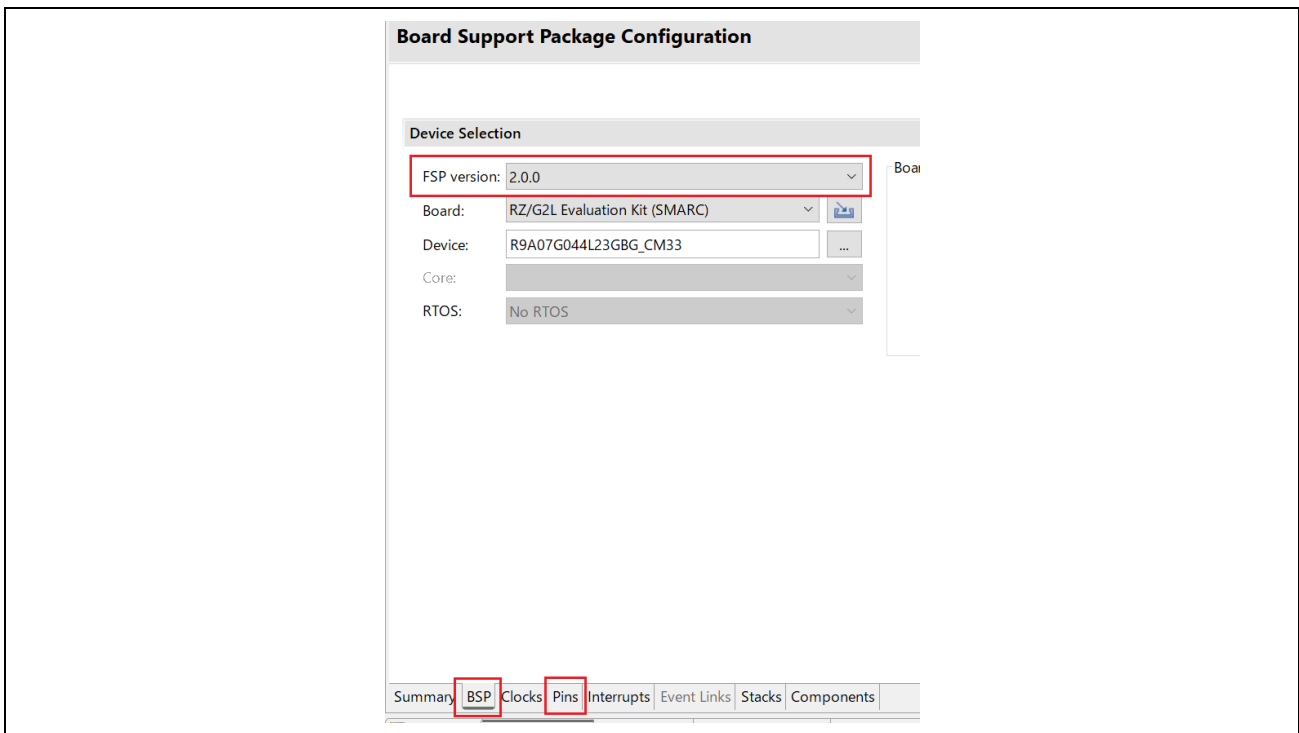 Board Support Package Configuration
Device Selection
FSP version: 2.0.0
Boar
Board: RZ/G2L Evaluation Kit (SMARC)
Device: R9A07G044L23GBG_CM33 ...
Core:
RTOS: No RTOS
Summary BSP Clocks Pins Interrupts Event Links Stacks Components